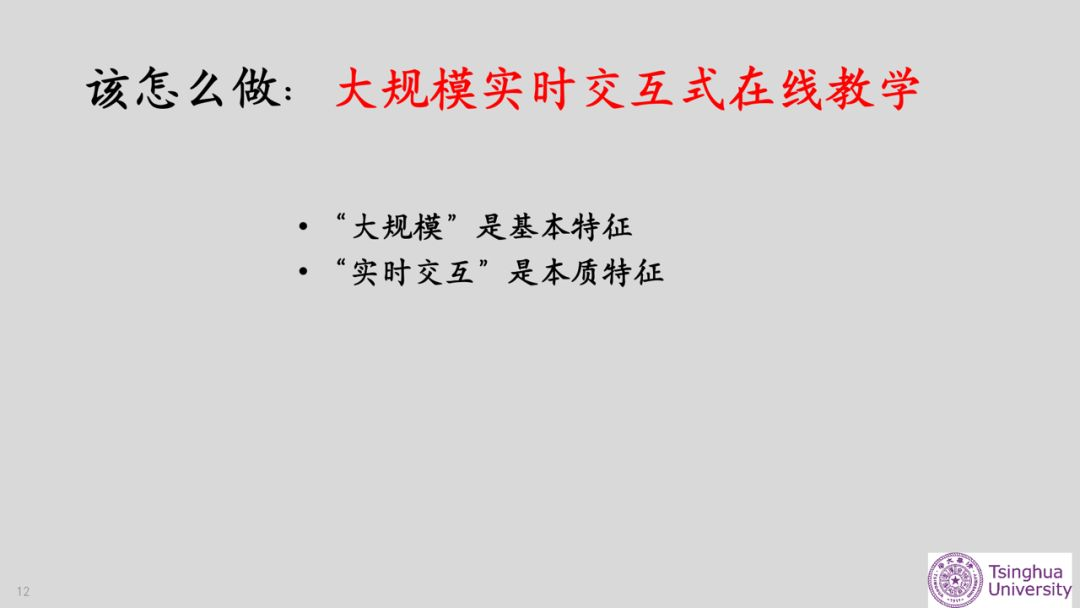 该怎么做：大规模实时交互式在线教学
• “大规模”是基本特征
• “实时交互”是本质特征
12
Tsinghua
University